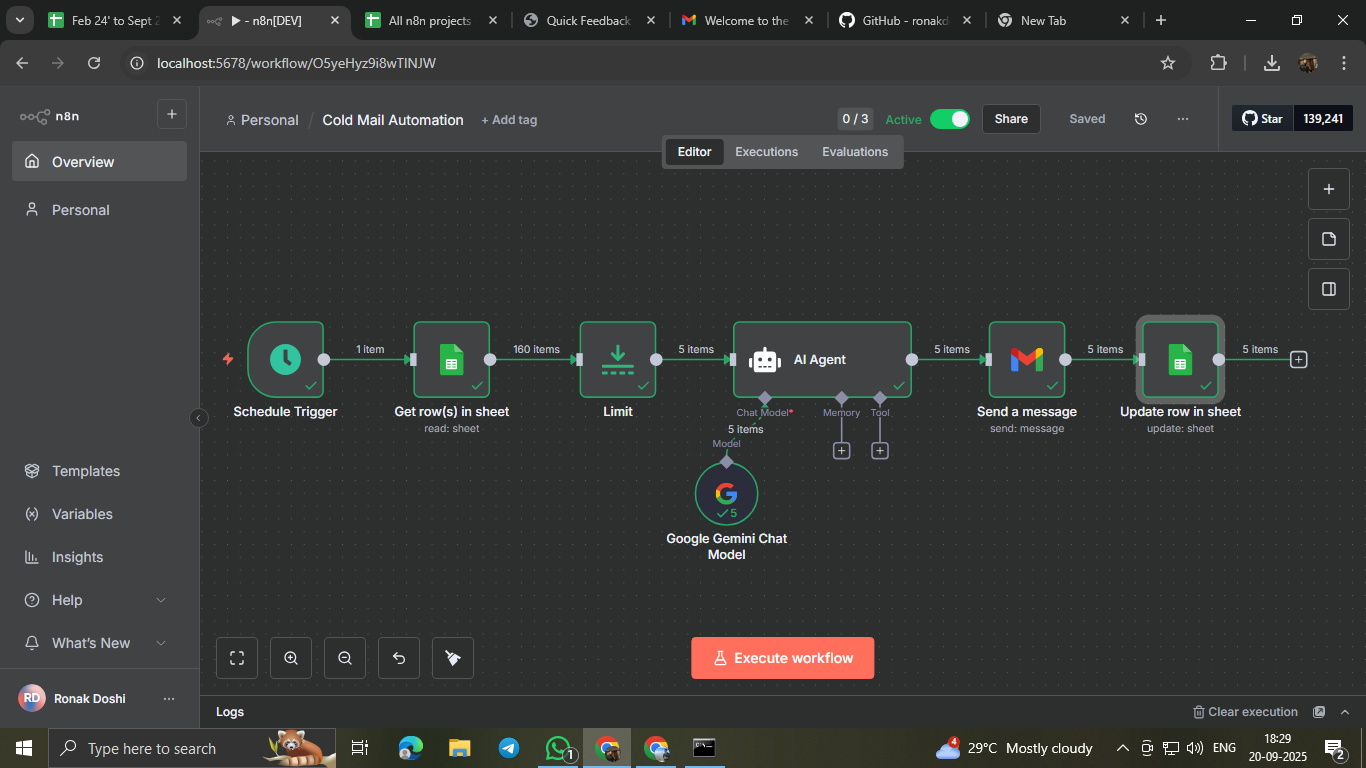 Feb 24' to Sept 2
▶ - n8n[DEV]
All n8n projects
Quick Feedback
Welcome to the
GitHub - ronakd
New Tab
localhost:5678/workflow/O5yeHyz9i8wTlNJW
n8n
Personal / Cold Mail Automation + Add tag
0 / 3 Active Share Saved ... Star 139,241
Editor Executions Evaluations
Overview
Personal
1 item
160 items
5 items
AI Agent
5 items
5 items
5 items
Schedule Trigger
Get row(s) in sheet
read: sheet
Limit
Chat Model*
Memory
Tool
Send a message
send: message
Update row in sheet
update: sheet
5 items
Model
5
Google Gemini Chat
Model
Templates
Variables
Insights
Help
What's New
Execute workflow
RD Ronak Doshi ...
Logs
Clear execution
Type here to search
1
4
29°C Mostly cloudy
ENG
18:29
20-09-2025
2